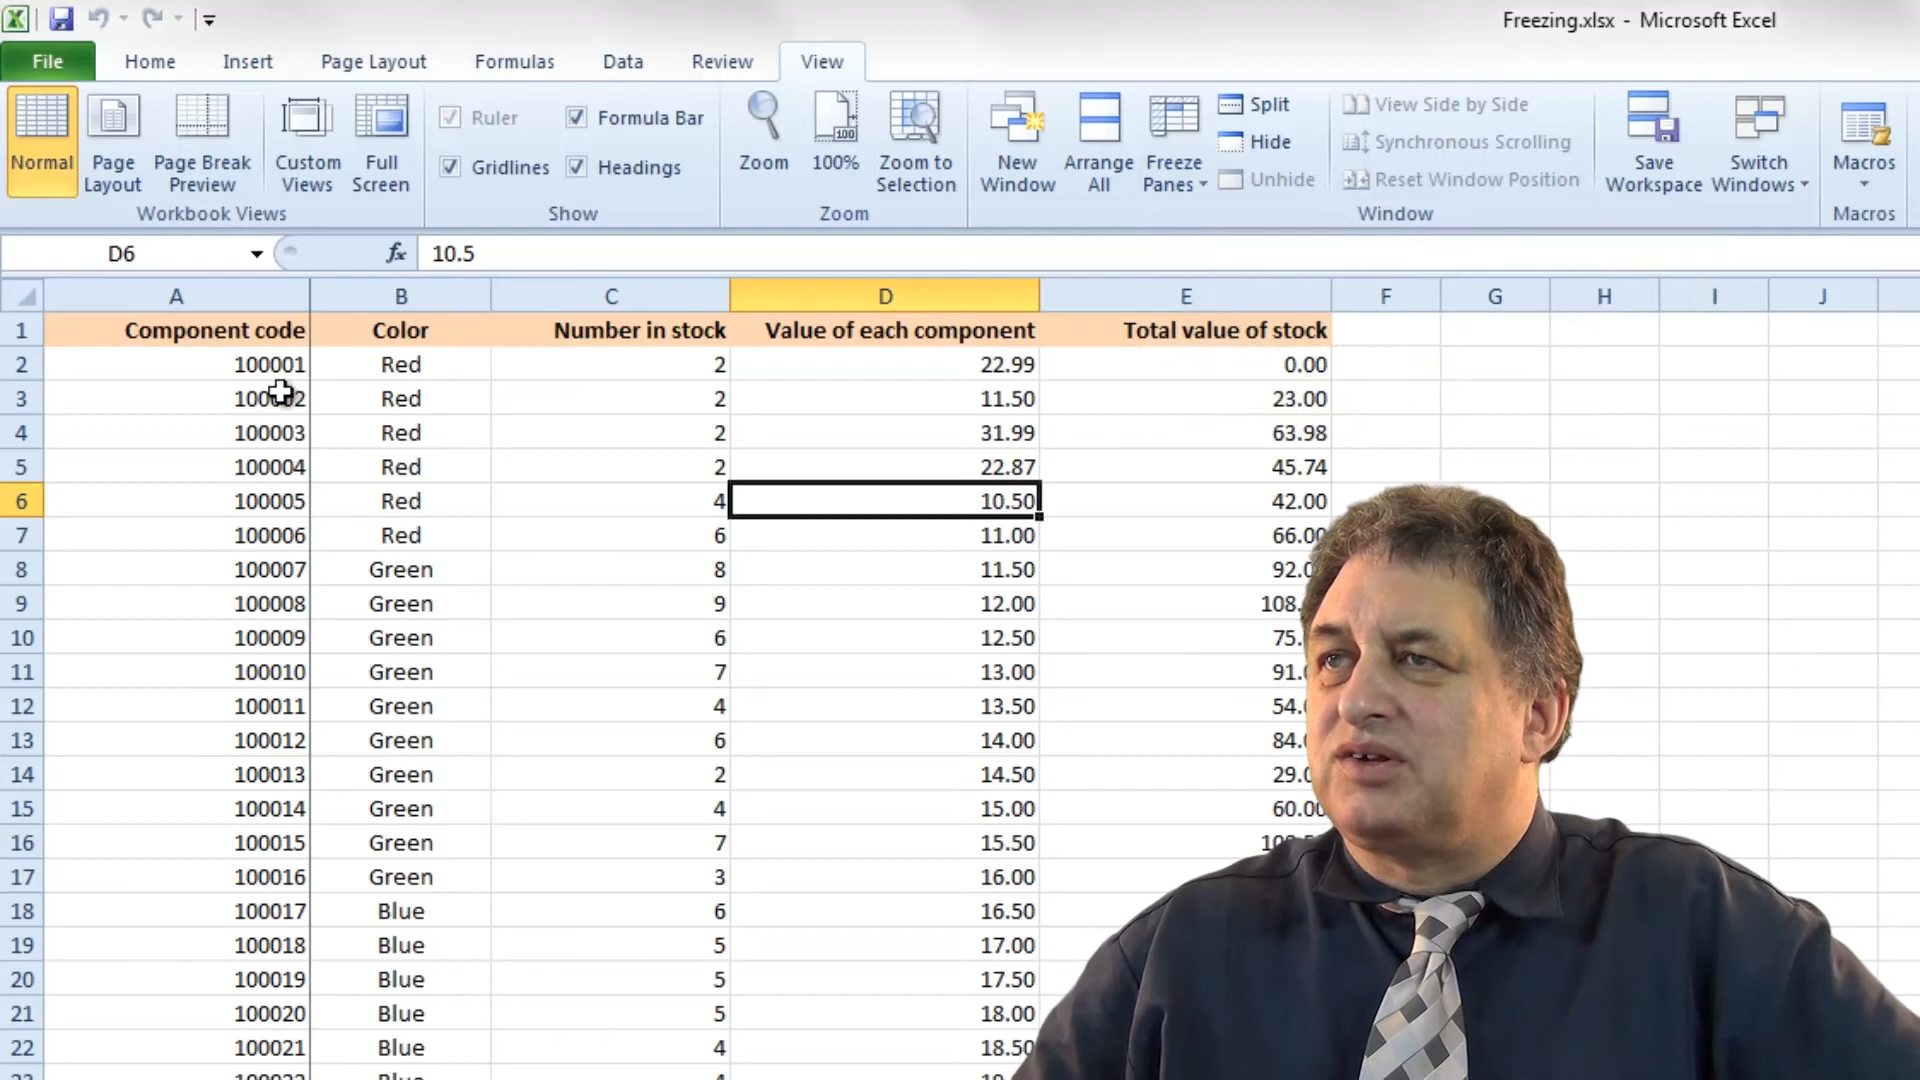 Freezing.xlsx - Microsoft Excel
File Home Insert Page Layout Formulas Data Review View
Normal
Page Layout
Page Break Preview
Custom Views
Full Screen
Workbook Views
Ruler
Formula Bar
Gridlines
Headings
Show
Zoom
100%
Zoom to Selection
Zoom
New Window
Arrange All
Freeze Panes
Split
Hide
Unhide
View Side by Side
Synchronous Scrolling
Reset Window Position
Window
Save Workspace
Switch Windows
Macros
Macros
D6 fx 10.5
A B C D E F G H I J
1 Component code Color Number in stock Value of each component Total value of stock
2 100001 Red 2 22.99 0.00
3 100002 Red 2 11.50 23.00
4 100003 Red 2 31.99 63.98
5 100004 Red 2 22.87 45.74
6 100005 Red 4 10.50 42.00
7 100006 Red 6 11.00 66.00
8 100007 Green 8 11.50 92.0
9 100008 Green 9 12.00 108.
10 100009 Green 6 12.50 75.
11 100010 Green 7 13.00 91.
12 100011 Green 4 13.50 54.
13 100012 Green 6 14.00 84.
14 100013 Green 2 14.50 29.0
15 100014 Green 4 15.00 60.00
16 100015 Green 7 15.50
17 100016 Green 3 16.00
18 100017 Blue 6 16.50
19 100018 Blue 5 17.00
20 100019 Blue 5 17.50
21 100020 Blue 5 18.00
22 100021 Blue 4 18.50